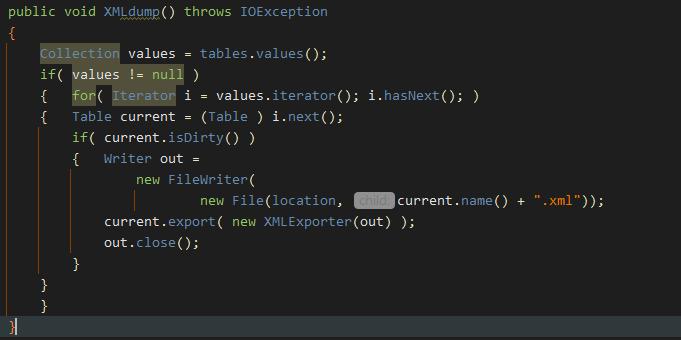 public void XMLdump() throws IOException
{
    Collection values = tables.values();
    if( values != null )
    {   for( Iterator i = values.iterator(); i.hasNext(); )
    {   Table current = (Table ) i.next();
        if( current.isDirty() )
        {   Writer out =
                new FileWriter(
                        new File(location, child: current.name() + ".xml"));
            current.export( new XMLExporter(out) );
            out.close();
        }
    }
    }
}